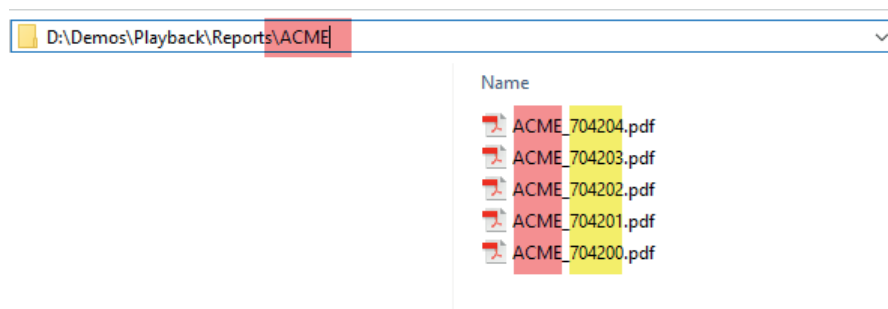 D:\Demos\Playback\Reports\ACME
Name
ACME_704204.pdf
ACME_704203.pdf
ACME_704202.pdf
ACME_704201.pdf
ACME_704200.pdf